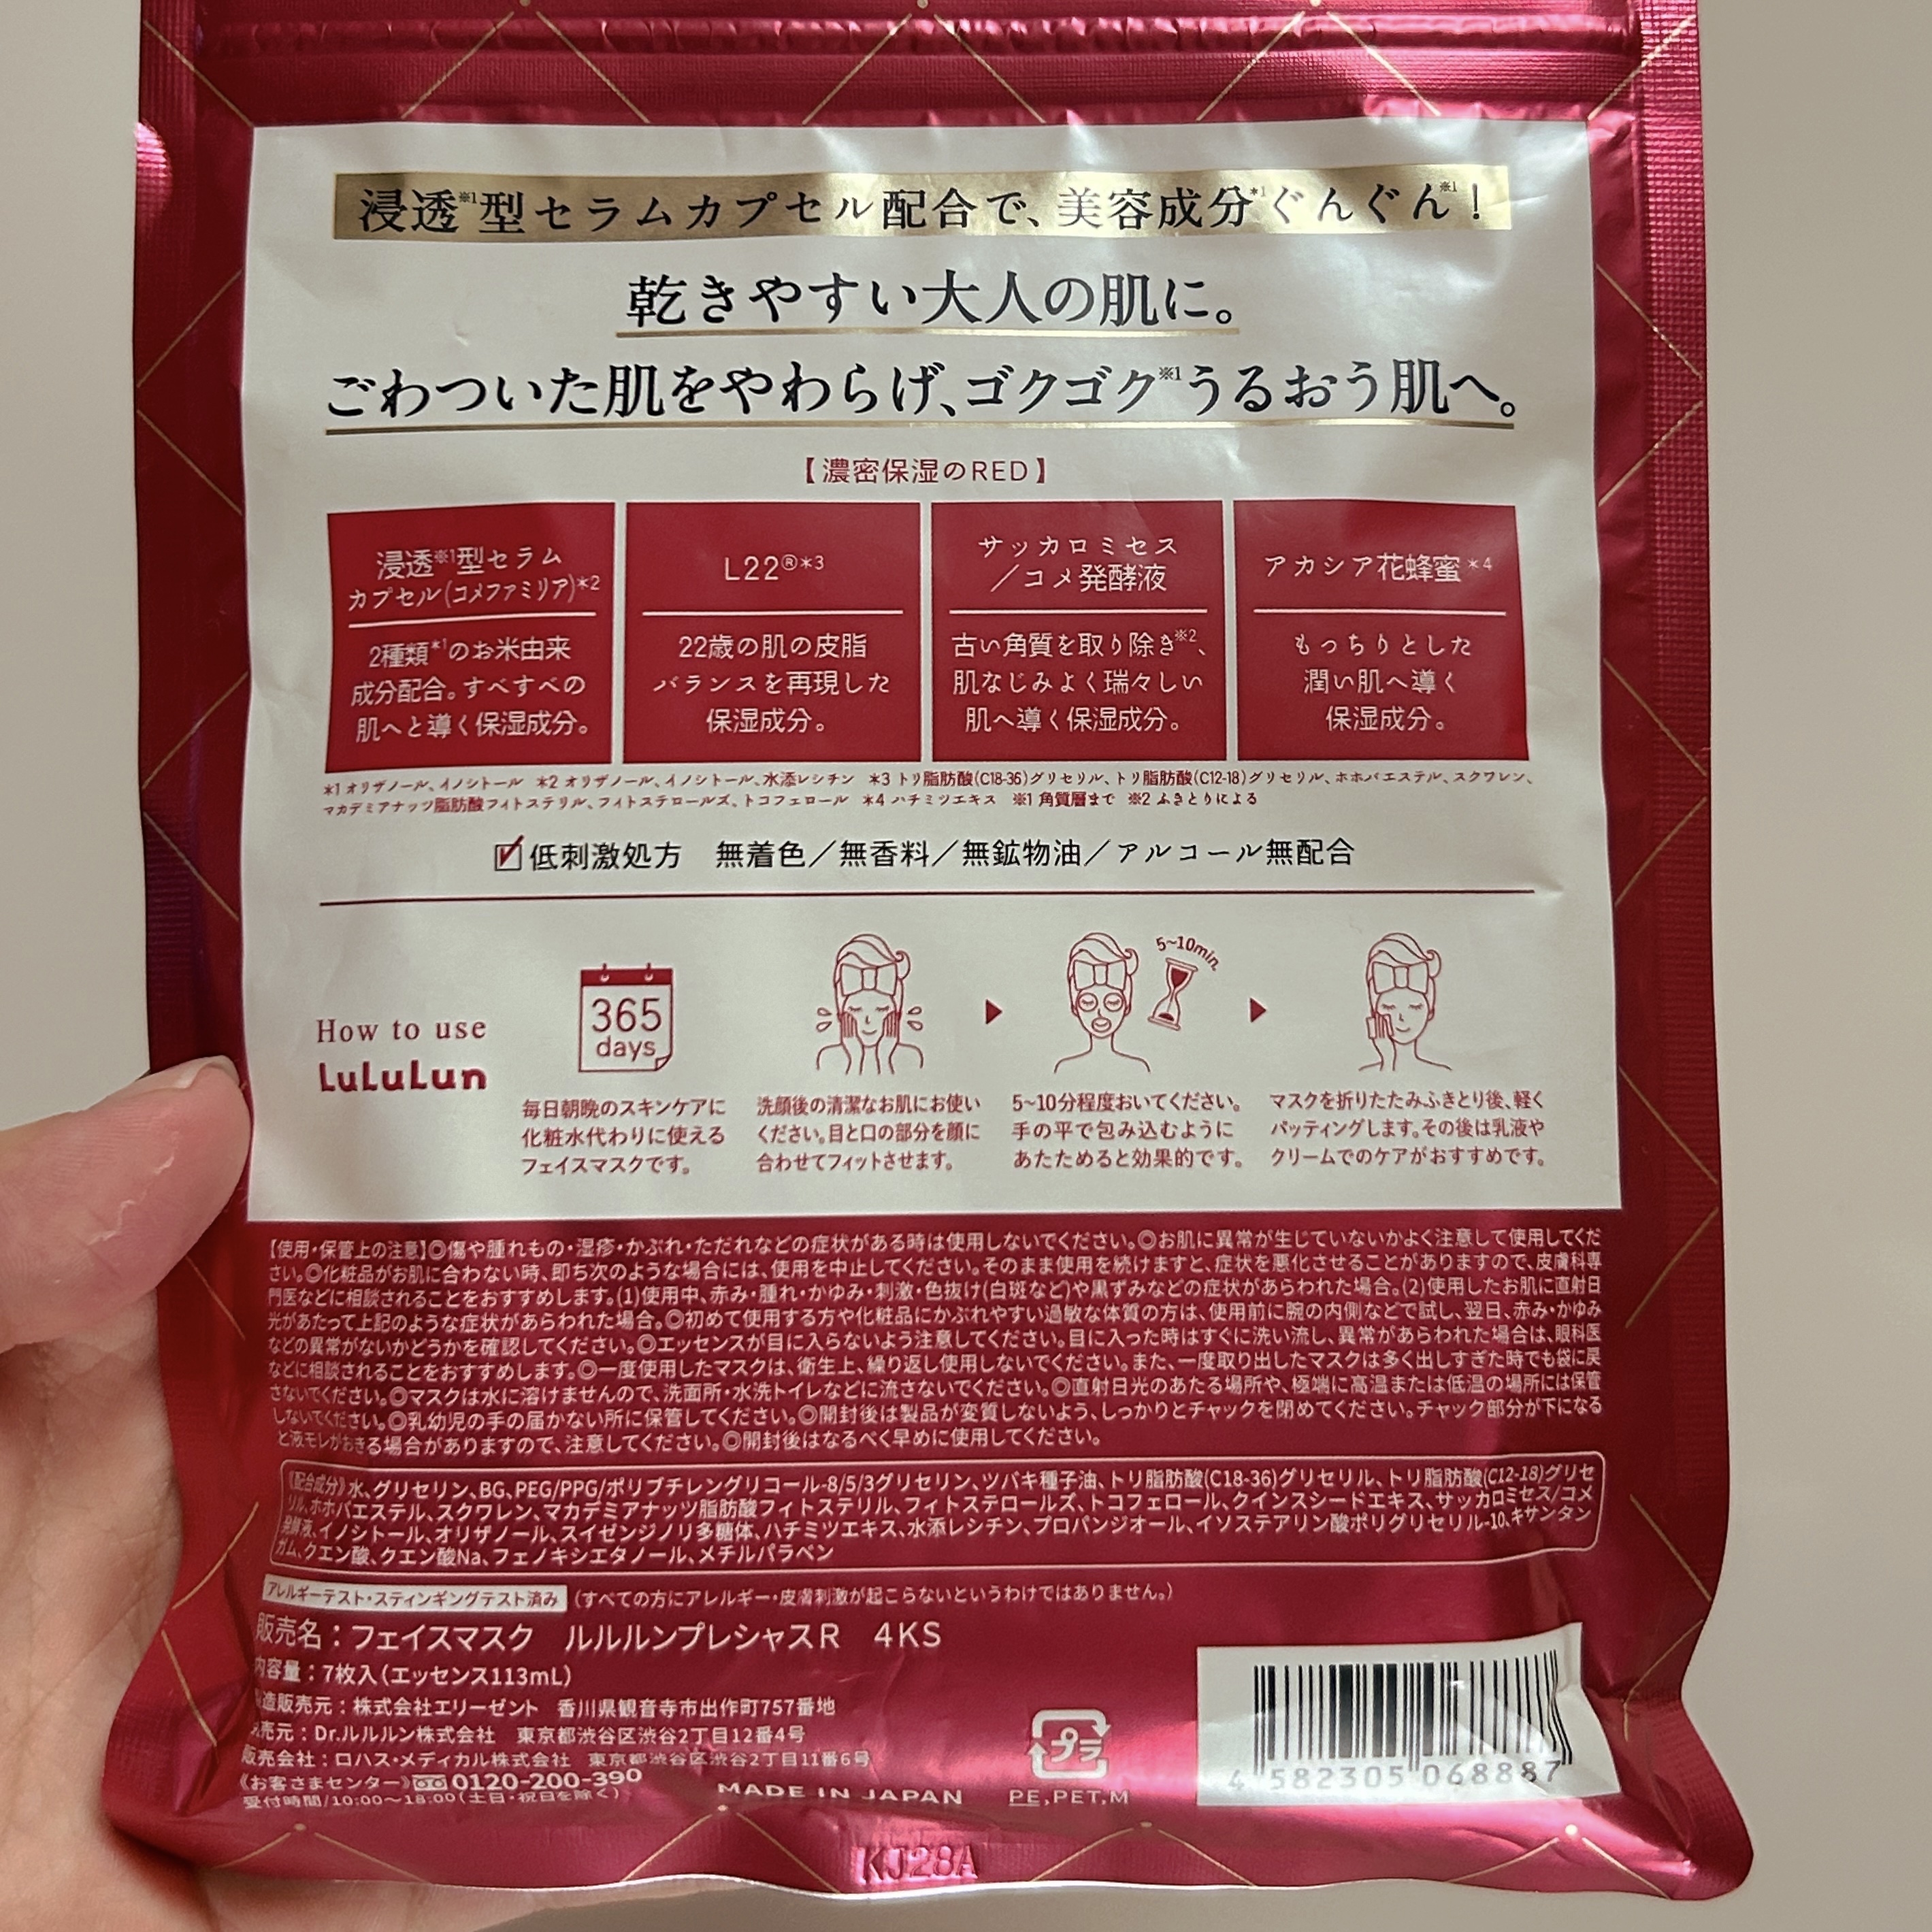 浸透※1型セラムカプセル配合で、美容成分*1ぐんぐん※1！
乾きやすい大人の肌に。
ごわついた肌をやわらげ、ゴクゴク※1うるおう肌へ。
【濃密保湿のRED】
浸透※1型セラム
カプセル(コメファミリア)*2
2種類*1のお米由来
成分配合。すべすべの
肌へと導く保湿成分。
L22®*3
22歳の肌の皮脂
バランスを再現した
保湿成分。
サッカロミセス
／コメ発酵液
古い角質を取り除き※2、
肌なじみよく瑞々しい
肌へ導く保湿成分。
アカシア花蜂蜜*4
もっちりとした
潤い肌へ導く
保湿成分。
*1 オリザノール、イノシトール *2 オリザノール、イノシトール、水添レシチン *3 トリ脂肪酸(C18-36)グリセリル、トリ脂肪酸(C12-18)グリセリル、ホホバエステル、スクワレン、
マカデミアナッツ脂肪酸フィトステリル、フィトステロールズ、トコフェロール *4 ハチミツエキス ※1 角質層まで ※2 ふきとりによる
低刺激処方 無着色／無香料／無鉱物油／アルコール無配合
How to use
LuLuLun
365
days
毎日朝晩のスキンケアに
化粧水代わりに使える
フェイスマスクです。
洗顔後の清潔なお肌にお使い
ください。目と口の部分を顔に
合わせてフィットさせます。
5~10min.
5~10分程度おいてください。
手の平で包み込むように
あたためると効果的です。
マスクを折りたたみふきとり後、軽く
パッティングします。その後は乳液や
クリームでのケアがおすすめです。
【使用・保管上の注意】◎傷や腫れもの・湿疹・かぶれ・ただれなどの症状がある時は使用しないでください。◎お肌に異常が生じていないかよく注意して使用してくだ
さい。◎化粧品がお肌に合わない時、即ち次のような場合には、使用を中止してください。そのまま使用を続けますと、症状を悪化させることがありますので、皮膚科専
門医などに相談されることをおすすめします。(1)使用中、赤み・腫れ・かゆみ・刺激・色抜け(白斑など)や黒ずみなどの症状があらわれた場合。(2)使用したお肌に直射日
光があたって上記のような症状があらわれた場合。◎初めて使用する方や化粧品にかぶれやすい過敏な体質の方は、使用前に腕の内側などで試し、翌日、赤み・かゆみ
などの異常がないかどうかを確認してください。◎エッセンスが目に入らないよう注意してください。目に入った時はすぐに洗い流し、異常があらわれた場合は、眼科医
などに相談されることをおすすめします。◎一度使用したマスクは、衛生上、繰り返し使用しないでください。また、一度取り出したマスクは多く出しすぎた時でも袋に戻
さないでください。◎マスクは水に溶けませんので、洗面所・水洗トイレなどに流さないでください。◎直射日光のあたる場所や、極端に高温または低温の場所には保管
しないでください。◎乳幼児の手の届かない所に保管してください。◎開封後は製品が変質しないよう、しっかりとチャックを閉めてください。チャック部分が下になる
と液モレがおきる場合がありますので、注意してください。◎開封後はなるべく早めに使用してください。
《配合成分》水、グリセリン、BG、PEG/PPG/ポリブチレングリコール-8/5/3グリセリン、ツバキ種子油、トリ脂肪酸(C18-36)グリセリル、トリ脂肪酸(C12-18)グリセ
リル、ホホバエステル、スクワレン、マカデミアナッツ脂肪酸フィトステリル、フィトステロールズ、トコフェロール、クインスシードエキス、サッカロミセス/コメ
発酵液、イノシトール、オリザノール、スイゼンジノリ多糖体、ハチミツエキス、水添レシチン、プロパンジオール、イソステアリン酸ポリグリセリル-10、キサンタン
ガム、クエン酸、クエン酸Na、フェノキシエタノール、メチルパラベン
アレルギーテスト・スティンギングテスト済み (すべての方にアレルギー・皮膚刺激が起こらないというわけではありません。)
販売名：フェイスマスク ルルルンプレシャスR 4KS
内容量：7枚入(エッセンス113mL)
製造販売元：株式会社エリーゼント 香川県観音寺市出作町757番地
発売元：Dr.ルルルン株式会社 東京都渋谷区渋谷2丁目12番4号
販売会社：ロハス・メディカル株式会社 東京都渋谷区渋谷2丁目11番6号
《お客さまセンター》0120-200-390
受付時間/10:00~18:00(土日・祝日を除く)
MADE IN JAPAN
プラ
PE,PET,M
4 582305 068887
KJ28A